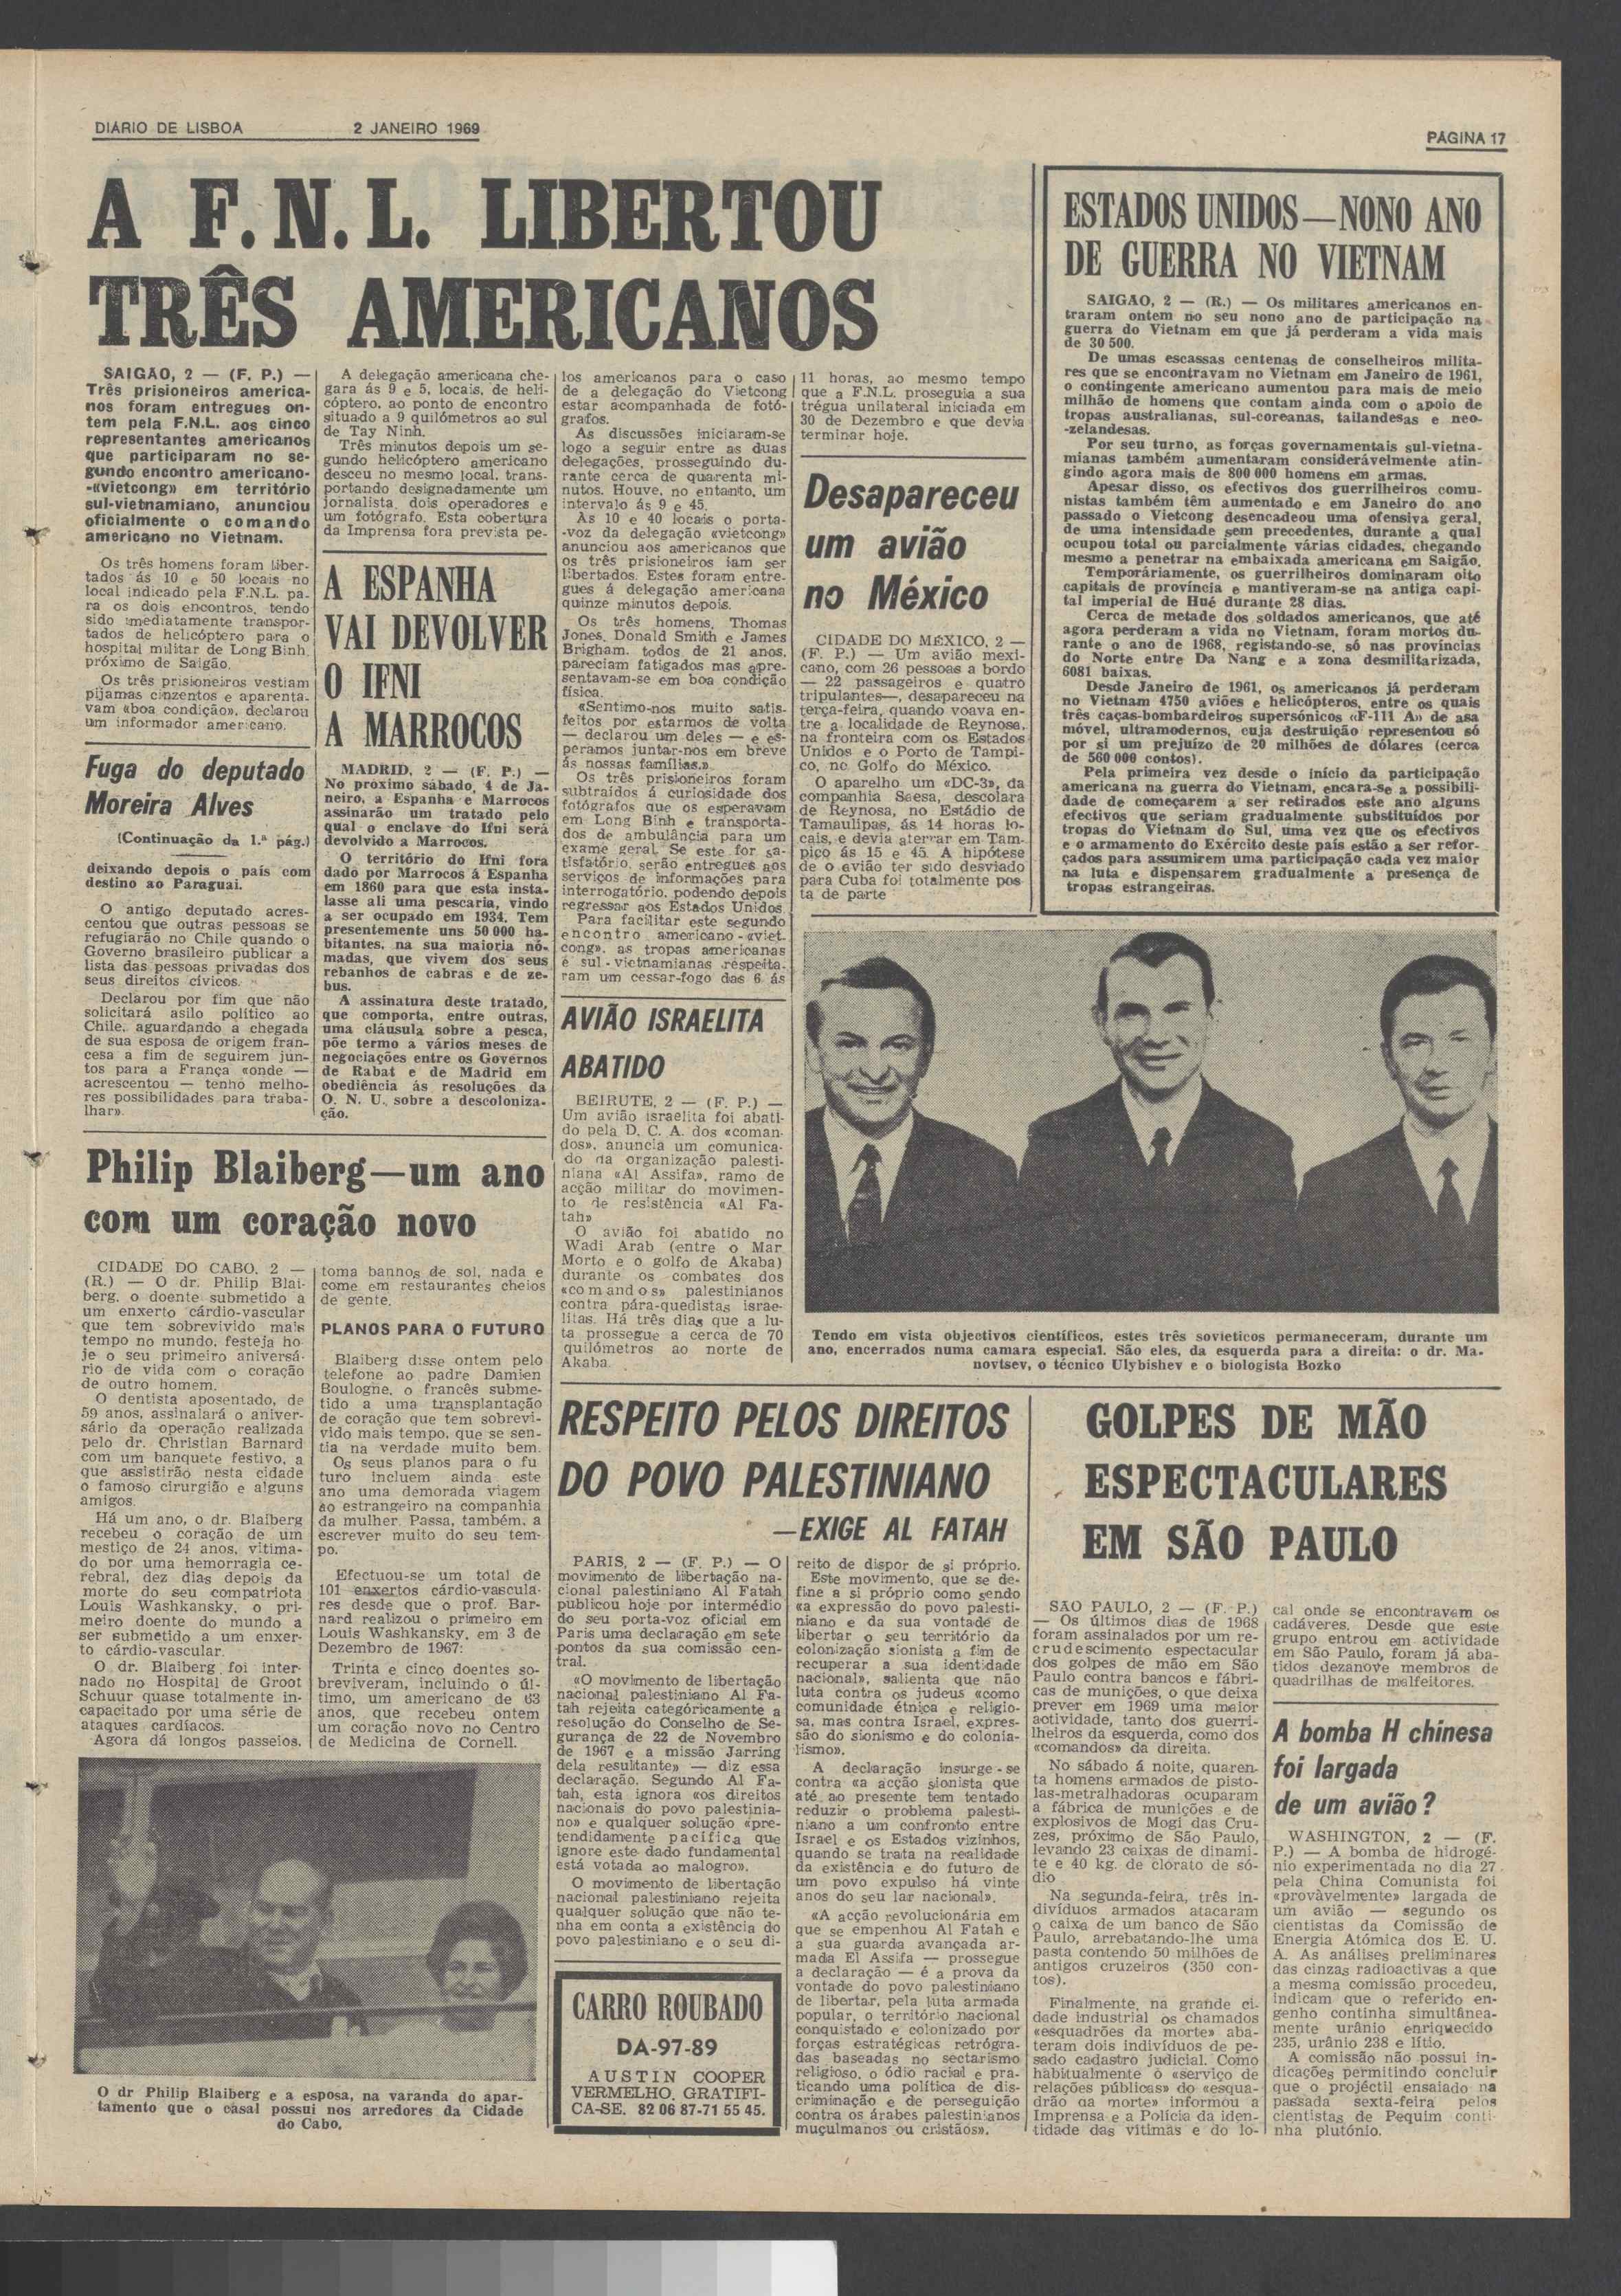 DIÁRIO DE LISBOA 2 JANEIRO 1969
PÁGINA 17
A F.N.L. LIBERTOU
TRÊS AMERICANOS
SAIGÃO, 2 — (F. P.) —
Três prisioneiros america-
nos foram entregues on-
tem pela F.N.L. aos cinco
representantes americanos
que participaram no se-
gundo encontro americano-
-«vietcong» em território
sul-vietnamiano, anunciou
oficialmente o comando
americano no Vietnam.
Os três homens foram liber-
tados ás 10 e 50 locais no
local indicado pela F.N.L. pa-
ra os dois encontros, tendo
sido imediatamente transpor-
tados de helicóptero para o
hospital militar de Long Binh
próximo de Saigão.
Os três prisioneiros vestiam
pijamas cinzentos e aparenta-
vam «boa condição», declarou
um informador americano.
A delegação americana che-
gara ás 9 e 5, locais, de heli-
cóptero, ao ponto de encontro
situado a 9 quilómetros ao sul
de Tay Ninh.
Três minutos depois um se-
gundo helicóptero americano
desceu no mesmo local, trans-
portando designadamente um
jornalista, dois operadores e
um fotógrafo. Esta cobertura
da Imprensa fora prevista pe-
los americanos para o caso
de a delegação do Vietcong
estar acompanhada de fotó-
grafos.
As discussões iniciaram-se
logo a seguir entre as duas
delegações, prosseguindo du-
rante cerca de quarenta mi-
nutos. Houve, no entanto, um
intervalo ás 9 e 45.
Às 10 e 40 locais o porta-
-voz da delegação «vietcong»
anunciou aos americanos que
os três prisioneiros iam ser
libertados. Estes foram entre-
gues á delegação americana
quinze minutos depois.
Os três homens, Thomas
Jones, Donald Smith e James
Brigham, todos de 21 anos,
pareciam fatigados mas apre-
sentavam-se em boa condição
física.
«Sentimo-nos muito satis-
feitos por estarmos de volta
— declarou um deles — e es-
peramos juntar-nos em breve
ás nossas famílias.»
Os três prisioneiros foram
subtraídos á curiosidade dos
fotógrafos que os esperavam
em Long Binh e transporta-
dos de ambulância para um
exame geral. Se este for sa-
tisfatório, serão entregues aos
serviços de informações para
interrogatório, podendo depois
regressar aos Estados Unidos.
Para facilitar este segundo
encontro americano-«viet-
cong», as tropas americanas
e sul-vietnamianas respeita-
ram um cessar-fogo das 6 ás
11 horas, ao mesmo tempo
que a F.N.L. proseguia a sua
trégua unilateral iniciada em
30 de Dezembro e que devia
terminar hoje.
A ESPANHA
VAI DEVOLVER
O IFNI
A MARROCOS
MADRID, 2 — (F. P.) —
No próximo sábado, 4 de Ja-
neiro, a Espanha e Marrocos
assinarão um tratado pelo
qual o enclave do Ifni será
devolvido a Marrocos.
O território do Ifni fora
dado por Marrocos á Espanha
em 1860 para que esta insta-
lasse ali uma pescaria, vindo
a ser ocupado em 1934. Tem
presentemente uns 50 000 ha-
bitantes, na sua maioria nó-
madas, que vivem dos seus
rebanhos de cabras e de ze-
bus.
A assinatura deste tratado,
que comporta, entre outras,
uma cláusula sobre a pesca,
põe termo a vários meses de
negociações entre os Governos
de Rabat e de Madrid em
obediência ás resoluções da
O. N. U. sobre a descoloniza-
ção.
Fuga do deputado
Moreira Alves
(Continuação da 1.ª pág.)
deixando depois o país com
destino ao Paraguai.
O antigo deputado acres-
centou que outras pessoas se
refugiarão no Chile quando o
Governo brasileiro publicar a
lista das pessoas privadas dos
seus direitos cívicos.
Declarou por fim que não
solicitará asilo político ao
Chile, aguardando a chegada
de sua esposa de origem fran-
cesa a fim de seguirem jun-
tos para a França «onde —
acrescentou — tenho melho-
res possibilidades para traba-
lhar».
Desapareceu
um avião
no México
CIDADE DO MÉXICO, 2 —
(F. P.) — Um avião mexi-
cano, com 26 pessoas a bordo
— 22 passageiros e quatro
tripulantes—, desapareceu na
terça-feira, quando voava en-
tre a localidade de Reynosa,
na fronteira com os Estados
Unidos e o Porto de Tampi-
co, no Golfo do México.
O aparelho um «DC-3», da
companhia Saesa, descolara
de Reynosa, no Estádio de
Tamaulipas, ás 14 horas lo-
cais, e devia aterrar em Tam-
pico ás 15 e 45. A hipótese
de o avião ter sido desviado
para Cuba foi totalmente pos-
ta de parte
ESTADOS UNIDOS—NONO ANO
DE GUERRA NO VIETNAM
SAIGÃO, 2 — (R.) — Os militares americanos en-
traram ontem no seu nono ano de participação na
guerra do Vietnam em que já perderam a vida mais
de 30 500.
De umas escassas centenas de conselheiros milita-
res que se encontravam no Vietnam em Janeiro de 1961,
o contingente americano aumentou para mais de meio
milhão de homens que contam ainda com o apoio de
tropas australianas, sul-coreanas, tailandesas e neo-
-zelandesas.
Por seu turno, as forças governamentais sul-vietna-
mianas também aumentaram consideràvelmente atin-
gindo agora mais de 800 000 homens em armas.
Apesar disso, os efectivos dos guerrilheiros comu-
nistas também têm aumentado e em Janeiro do ano
passado o Vietcong desencadeou uma ofensiva geral,
de uma intensidade sem precedentes, durante a qual
ocupou total ou parcialmente várias cidades, chegando
mesmo a penetrar na embaixada americana em Saigão.
Temporáriamente, os guerrilheiros dominaram oito
capitais de província e mantiveram-se na antiga capi-
tal imperial de Hué durante 28 dias.
Cerca de metade dos soldados americanos, que até
agora perderam a vida no Vietnam, foram mortos du-
rante o ano de 1968, registando-se, só nas províncias
do Norte entre Da Nang e a zona desmilitarizada,
6081 baixas.
Desde Janeiro de 1961, os americanos já perderam
no Vietnam 4750 aviões e helicópteros, entre os quais
três caças-bombardeiros supersónicos «F-111 A» de asa
móvel, ultramodernos, cuja destruição representou só
por si um prejuízo de 20 milhões de dólares (cerca
de 560 000 contos).
Pela primeira vez desde o início da participação
americana na guerra do Vietnam, encara-se a possibili-
dade de começarem a ser retirados este ano alguns
efectivos que seriam gradualmente substituídos por
tropas do Vietnam do Sul, uma vez que os efectivos
e o armamento do Exército deste país estão a ser refor-
çados para assumirem uma participação cada vez maior
na luta e dispensarem gradualmente a presença de
tropas estrangeiras.
AVIÃO ISRAELITA
ABATIDO
BEIRUTE, 2 — (F. P.) —
Um avião israelita foi abati-
do pela D. C. A. dos «coman-
dos», anuncia um comunica-
do da organização palesti-
niana «Al Assifa», ramo de
acção militar do movimen-
to de resistência «Al Fa-
tah»
O avião foi abatido no
Wadi Arab (entre o Mar
Morto e o golfo de Akaba)
durante os combates dos
«comandos» palestinianos
contra pára-quedistas israe-
litas. Há três dias que a lu-
ta prossegue a cerca de 70
quilómetros ao norte de
Akaba.
Tendo em vista objectivos científicos, estes três sovieticos permaneceram, durante um
ano, encerrados numa camara especial. São eles, da esquerda para a direita: o dr. Ma-
novtsev, o técnico Ulybishev e o biologista Bozko
Philip Blaiberg—um ano
com um coração novo
CIDADE DO CABO, 2 —
(R.) — O dr. Philip Blai-
berg, o doente submetido a
um enxerto cárdio-vascular
que tem sobrevivido mais
tempo no mundo, festeja ho-
je o seu primeiro aniversá-
rio de vida com o coração
de outro homem.
O dentista aposentado, de
59 anos, assinalará o aniver-
sário da operação realizada
pelo dr. Christian Barnard
com um banquete festivo, a
que assistirão nesta cidade
o famoso cirurgião e alguns
amigos.
Há um ano, o dr. Blaiberg
recebeu o coração de um
mestiço de 24 anos, vitima-
do por uma hemorragia ce-
rebral, dez dias depois da
morte do seu compatriota
Louis Washkansky, o pri-
meiro doente do mundo a
ser submetido a um enxer-
to cárdio-vascular.
O dr. Blaiberg foi inter-
nado no Hospital de Groot
Schuur quase totalmente in-
capacitado por uma série de
ataques cardíacos.
Agora dá longos passeios,
toma bannos de sol, nada e
come em restaurantes cheios
de gente.
PLANOS PARA O FUTURO
Blaiberg disse ontem pelo
telefone ao padre Damien
Boulogne, o francês subme-
tido a uma transplantação
de coração que tem sobrevi-
vido mais tempo, que se sen-
tia na verdade muito bem.
Os seus planos para o fu
turo incluem ainda este
ano uma demorada viagem
ao estrangeiro na companhia
da mulher. Passa, também, a
escrever muito do seu tem-
po.
Efectuou-se um total de
101 enxertos cárdio-vascula-
res desde que o prof. Bar-
nard realizou o primeiro em
Louis Washkansky, em 3 de
Dezembro de 1967:
Trinta e cinco doentes so-
breviveram, incluindo o úl-
timo, um americano de 63
anos, que recebeu ontem
um coração novo no Centro
de Medicina de Cornell.
O dr Philip Blaiberg e a esposa, na varanda do apar-
tamento que o casal possui nos arredores da Cidade
do Cabo.
RESPEITO PELOS DIREITOS
DO POVO PALESTINIANO
—EXIGE AL FATAH
PARIS, 2 — (F. P.) — O
movimento de libertação na-
cional palestiniano Al Fatah
publicou hoje por intermédio
do seu porta-voz oficial em
Paris uma declaração em sete
pontos da sua comissão cen-
tral.
«O movimento de libertação
nacional palestiniano Al Fa-
tah rejeita categóricamente a
resolução do Conselho de Se-
gurança de 22 de Novembro
de 1967 e a missão Jarring
dela resultante» — diz essa
declaração. Segundo Al Fa-
tah, esta ignora «os direitos
nacionais do povo palestinia-
no» e qualquer solução «pre-
tendidamente pacífica que
ignore este dado fundamental
está votada ao malogro».
O movimento de libertação
nacional palestiniano rejeita
qualquer solução que não te-
nha em conta a existência do
povo palestiniano e o seu di-
reito de dispor de si próprio.
Este movimento, que se de-
fine a si próprio como sendo
«a expressão do povo palesti-
niano e da sua vontade de
libertar o seu território da
colonização sionista a fim de
recuperar a sua identidade
nacional», salienta que não
luta contra os judeus «como
comunidade étnica e religio-
sa, mas contra Israel, expres-
são do sionismo e do colonia-
lismo».
A declaração insurge-se
contra «a acção sionista que
até ao presente tem tentado
reduzir o problema palesti-
niano a um confronto entre
Israel e os Estados vizinhos,
quando se trata na realidade
da existência e do futuro de
um povo expulso há vinte
anos do seu lar nacional».
«A acção revolucionária em
que se empenhou Al Fatah e
a sua guarda avançada ar-
mada El Assifa — prossegue
a declaração — é a prova da
vontade do povo palestiniano
de libertar, pela luta armada
popular, o território nacional
conquistado e colonizado por
forças estratégicas retrógra-
das baseadas no sectarismo
religioso, o ódio racial e pra-
ticando uma política de dis-
criminação e de perseguição
contra os árabes palestinianos
muçulmanos ou cristãos».
CARRO ROUBADO
DA-97-89
AUSTIN COOPER
VERMELHO. GRATIFI-
CA-SE. 82 06 87-71 55 45.
GOLPES DE MÃO
ESPECTACULARES
EM SÃO PAULO
SÃO PAULO, 2 — (F. P.)
— Os últimos dias de 1968
foram assinalados por um re-
crudescimento espectacular
dos golpes de mão em São
Paulo contra bancos e fábri-
cas de munições, o que deixa
prever em 1969 uma maior
actividade, tanto dos guerri-
lheiros da esquerda, como dos
«comandos» da direita.
No sábado á noite, quaren-
ta homens armados de pisto-
las-metralhadoras ocuparam
a fábrica de munições e de
explosivos de Mogi das Cru-
zes, próximo de São Paulo,
levando 23 caixas de dinami-
te e 40 kg. de clorato de só-
dio
Na segunda-feira, três in-
divíduos armados atacaram
o caixa de um banco de São
Paulo, arrebatando-lhe uma
pasta contendo 50 milhões de
antigos cruzeiros (350 con-
tos).
Finalmente, na grande ci-
dade industrial os chamados
«esquadrões da morte» aba-
teram dois indivíduos de pe-
sado cadastro judicial. Como
habitualmente o «serviço de
relações públicas» do «esqua-
drão da morte» informou a
Imprensa e a Polícia da iden-
tidade das vítimas e do lo-
cal onde se encontravam os
cadáveres. Desde que este
grupo entrou em actividade
em São Paulo, foram já aba-
tidos dezanove membros de
quadrilhas de malfeitores.
A bomba H chinesa
foi largada
de um avião?
WASHINGTON, 2 — (F.
P.) — A bomba de hidrogé-
nio experimentada no dia 27
pela China Comunista foi
«provàvelmente» largada de
um avião — segundo os
cientistas da Comissão de
Energia Atómica dos E. U.
A. As análises preliminares
das cinzas radioactivas a que
a mesma comissão procedeu,
indicam que o referido en-
genho continha simultânea-
mente urânio enriquecido
235, urânio 238 e lítio.
A comissão não possui in-
dicações permitindo concluir
que o projéctil ensaiado na
passada sexta-feira pelos
cientistas de Pequim conti-
nha plutónio.